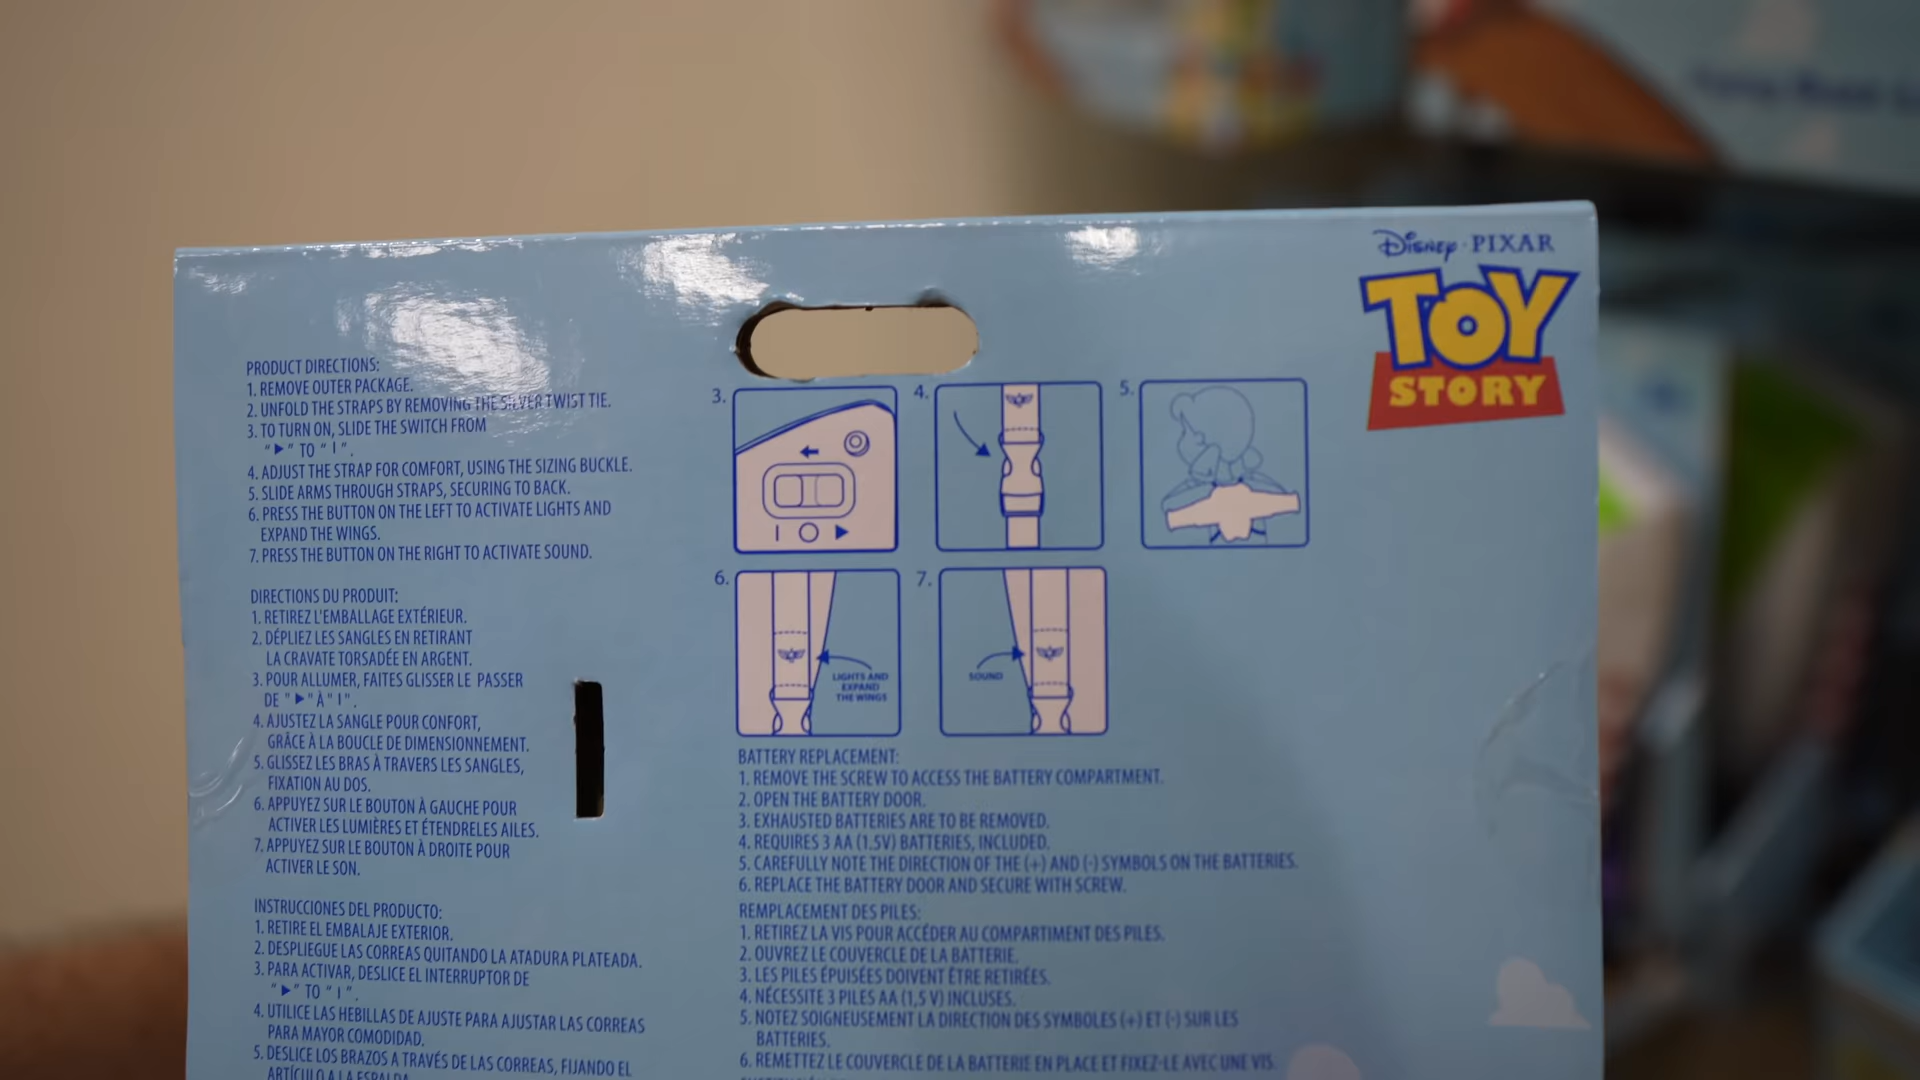 Disney · PIXAR
TOY
STORY
PRODUCT DIRECTIONS:
1. REMOVE OUTER PACKAGE.
2. UNFOLD THE STRAPS BY REMOVING THE SILVER TWIST TIE.
3. TO TURN ON, SLIDE THE SWITCH FROM
"▶" TO "I".
4. ADJUST THE STRAP FOR COMFORT, USING THE SIZING BUCKLE.
5. SLIDE ARMS THROUGH STRAPS, SECURING TO BACK.
6. PRESS THE BUTTON ON THE LEFT TO ACTIVATE LIGHTS AND
EXPAND THE WINGS.
7. PRESS THE BUTTON ON THE RIGHT TO ACTIVATE SOUND.
DIRECTIONS DU PRODUIT:
1. RETIREZ L'EMBALLAGE EXTÉRIEUR.
2. DÉPLIEZ LES SANGLES EN RETIRANT
LA CRAVATE TORSADÉE EN ARGENT.
3. POUR ALLUMER, FAITES GLISSER LE PASSER
DE "▶" À "I".
4. AJUSTEZ LA SANGLE POUR CONFORT,
GRÂCE À LA BOUCLE DE DIMENSIONNEMENT.
5. GLISSEZ LES BRAS À TRAVERS LES SANGLES,
FIXATION AU DOS.
6. APPUYEZ SUR LE BOUTON À GAUCHE POUR
ACTIVER LES LUMIÈRES ET ÉTENDRELES AILES.
7. APPUYEZ SUR LE BOUTON À DROITE POUR
ACTIVER LE SON.
INSTRUCCIONES DEL PRODUCTO:
1. RETIRE EL EMBALAJE EXTERIOR.
2. DESPLIEGUE LAS CORREAS QUITANDO LA ATADURA PLATEADA.
3. PARA ACTIVAR, DESLICE EL INTERRUPTOR DE
"▶" TO "I".
4. UTILICE LAS HEBILLAS DE AJUSTE PARA AJUSTAR LAS CORREAS
PARA MAYOR COMODIDAD.
5. DESLICE LOS BRAZOS A TRAVÉS DE LAS CORREAS, FIJANDO EL
ARTÍCULO A LA ESPALDA.
3.
I O ▶
4.
5.
6.
LIGHTS AND
EXPAND
THE WINGS
7.
SOUND
BATTERY REPLACEMENT:
1. REMOVE THE SCREW TO ACCESS THE BATTERY COMPARTMENT.
2. OPEN THE BATTERY DOOR.
3. EXHAUSTED BATTERIES ARE TO BE REMOVED.
4. REQUIRES 3 AA (1.5V) BATTERIES, INCLUDED.
5. CAREFULLY NOTE THE DIRECTION OF THE (+) AND (-) SYMBOLS ON THE BATTERIES.
6. REPLACE THE BATTERY DOOR AND SECURE WITH SCREW.
REMPLACEMENT DES PILES:
1. RETIREZ LA VIS POUR ACCÉDER AU COMPARTIMENT DES PILES.
2. OUVREZ LE COUVERCLE DE LA BATTERIE.
3. LES PILES ÉPUISÉES DOIVENT ÊTRE RETIRÉES.
4. NÉCESSITE 3 PILES AA (1,5 V) INCLUSES.
5. NOTEZ SOIGNEUSEMENT LA DIRECTION DES SYMBOLES (+) ET (-) SUR LES
BATTERIES.
6. REMETTEZ LE COUVERCLE DE LA BATTERIE EN PLACE ET FIXEZ-LE AVEC UNE VIS.